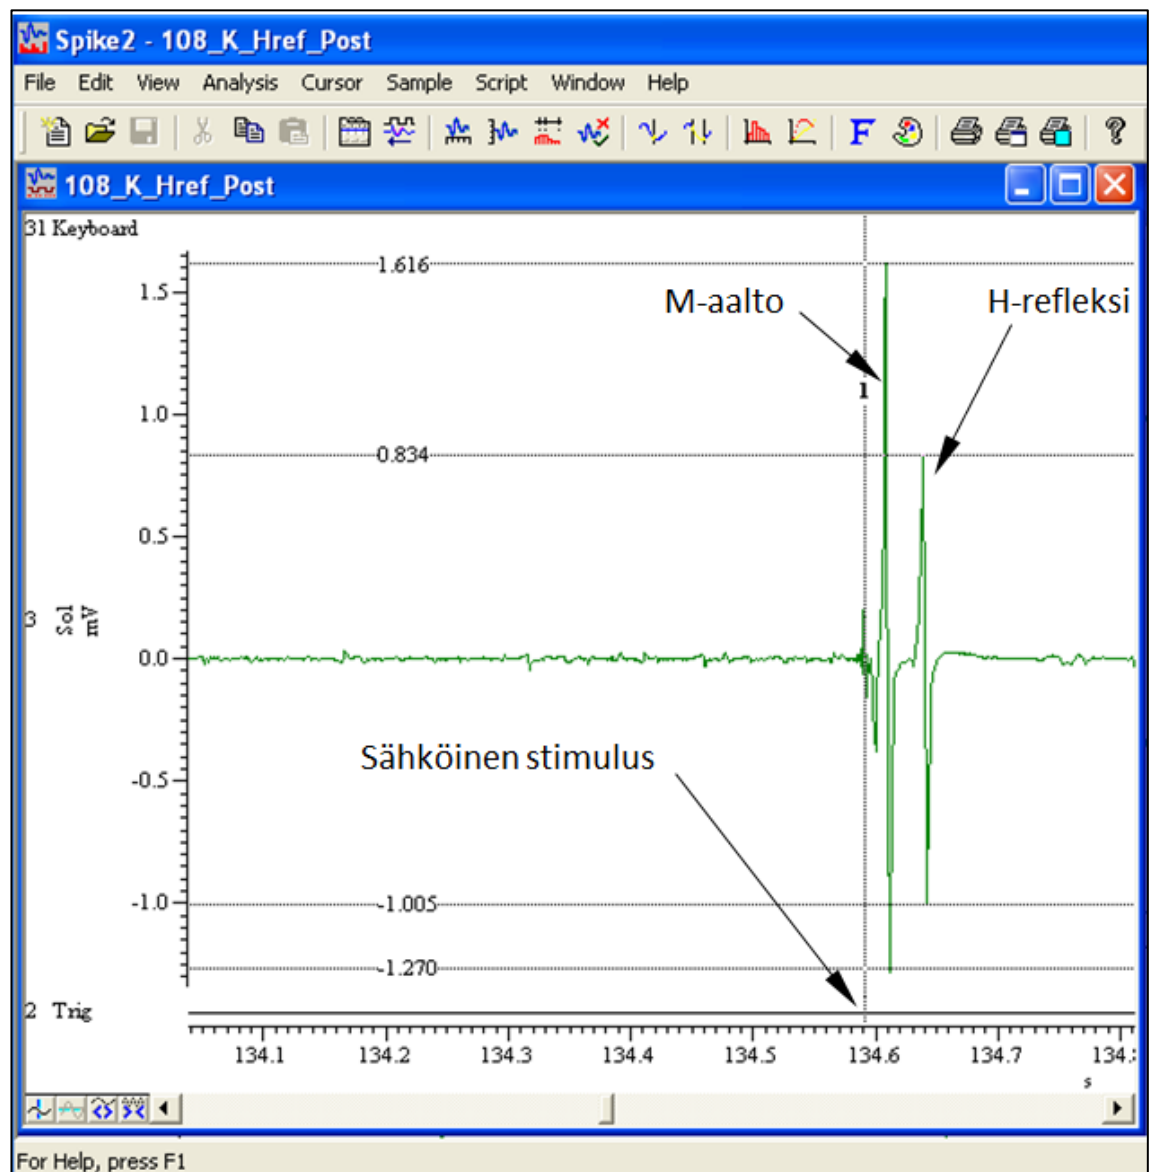 Spike2 - 108_K_Href_Post
File Edit View Analysis Cursor Sample Script Window Help
108_K_Href_Post
31 Keyboard
1.616
1.5
M-aalto
H-refleksi
1
1.0
0.834
0.5
3 Sol mV
0.0
Sähköinen stimulus
-0.5
-1.0
-1.005
-1.270
2 Trig
134.1 134.2 134.3 134.4 134.5 134.6 134.7
s
For Help, press F1